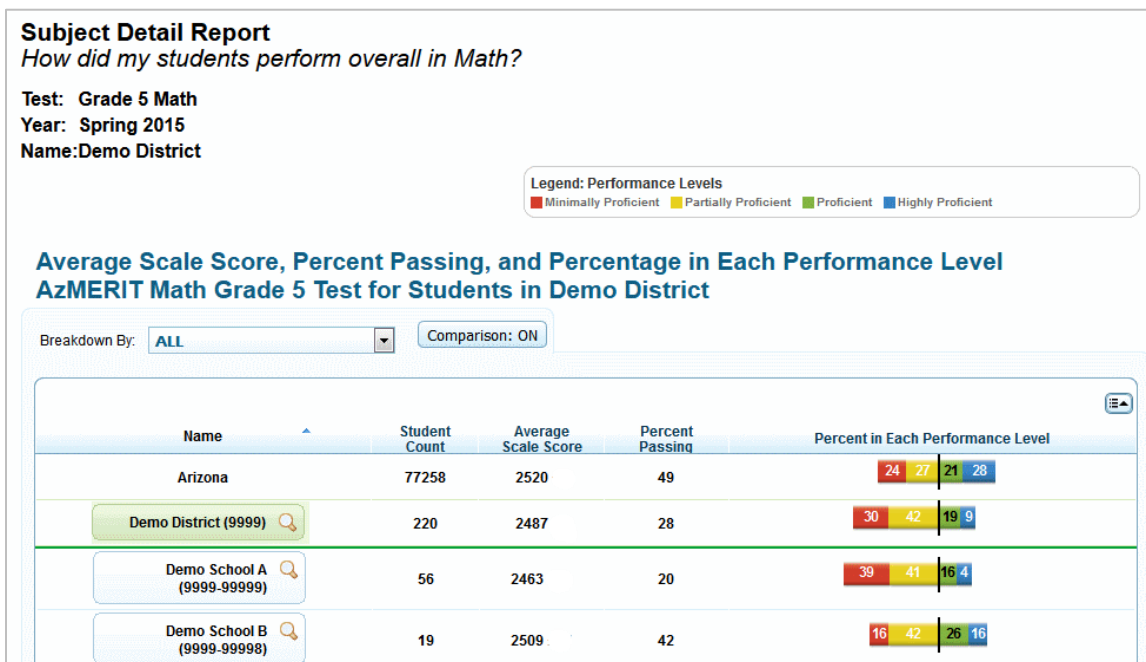 Subject Detail Report
How did my students perform overall in Math?
Test: Grade 5 Math
Year: Spring 2015
Name:Demo District
Legend: Performance Levels
Minimally Proficient Partially Proficient Proficient Highly Proficient
Average Scale Score, Percent Passing, and Percentage in Each Performance Level
AzMERIT Math Grade 5 Test for Students in Demo District
Breakdown By: ALL Comparison: ON
Name Student Count Average Scale Score Percent Passing Percent in Each Performance Level
Arizona 77258 2520 49 24 27 21 28
Demo District (9999) 220 2487 28 30 42 19 9
Demo School A (9999-99999) 56 2463 20 39 41 16 4
Demo School B (9999-99998) 19 2509 42 16 42 26 16